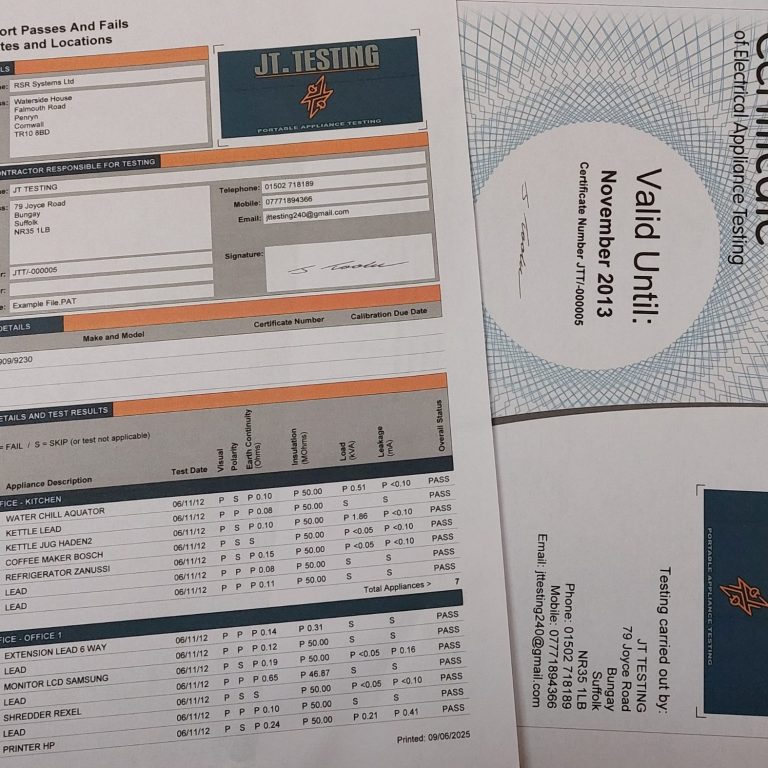 ort Passes And Fails
tes and Locations
ILS
e: RSR Systems Ltd
s: Waterside House
Falmouth Road
Penryn
Cornwall
TR10 8BD
JT.TESTING
PORTABLE APPLIANCE TESTING
ONTRACTOR RESPONSIBLE FOR TESTING
e: JT TESTING
s: 79 Joyce Road
Bungay
Suffolk
NR35 1LB
Telephone: 01502 718189
Mobile: 07771894366
Email: jttesting240@gmail.com
Signature:
r: JTT/-000005
r:
e: Example File.PAT
DETAILS
Make and Model Certificate Number Calibration Due Date
909/9230
ETAILS AND TEST RESULTS
= FAIL / S = SKIP (or test not applicable)
Appliance Description Test Date Visual Polarity Earth Continuity (Ohms) Insulation (MOhms) Load (kVA) Leakage (mA) Overall Status
FICE - KITCHEN
WATER CHILL AQUATOR 06/11/12 P S P 0.10 P 50.00 P 0.51 P <0.10 PASS
KETTLE LEAD 06/11/12 P P P 0.08 P 50.00 S S PASS
KETTLE JUG HADEN2 06/11/12 P S P 0.10 P 50.00 P 1.86 P <0.10 PASS
COFFEE MAKER BOSCH 06/11/12 P S S P 50.00 P <0.05 P <0.10 PASS
REFRIGERATOR ZANUSSI 06/11/12 P S P 0.15 P 50.00 P <0.05 P <0.10 PASS
LEAD 06/11/12 P P P 0.08 P 50.00 S S PASS
LEAD 06/11/12 P P P 0.11 P 50.00 S S PASS
Total Appliances > 7
FICE - OFFICE 1
EXTENSION LEAD 6 WAY 06/11/12 P P P 0.14 P 0.31 S S PASS
LEAD 06/11/12 P P P 0.12 P 50.00 S S PASS
MONITOR LCD SAMSUNG 06/11/12 P S P 0.19 P 50.00 P <0.05 P 0.16 PASS
LEAD 06/11/12 P P P 0.65 P 46.87 S S PASS
SHREDDER REXEL 06/11/12 P S S P 50.00 P <0.05 P <0.10 PASS
LEAD 06/11/12 P P P 0.10 P 50.00 S S PASS
PRINTER HP 06/11/12 P S P 0.24 P 50.00 P 0.21 P 0.41 PASS
Printed: 09/06/2025
Certificate
of Electrical Appliance Testing
Valid Until:
November 2013
Certificate Number JTT/-000005
PORTABLE APPLIANCE TESTING
Testing carried out by:
JT TESTING
79 Joyce Road
Bungay
Suffolk
NR35 1LB
Phone: 01502 718189
Mobile: 07771894366
Email: jttesting240@gmail.com